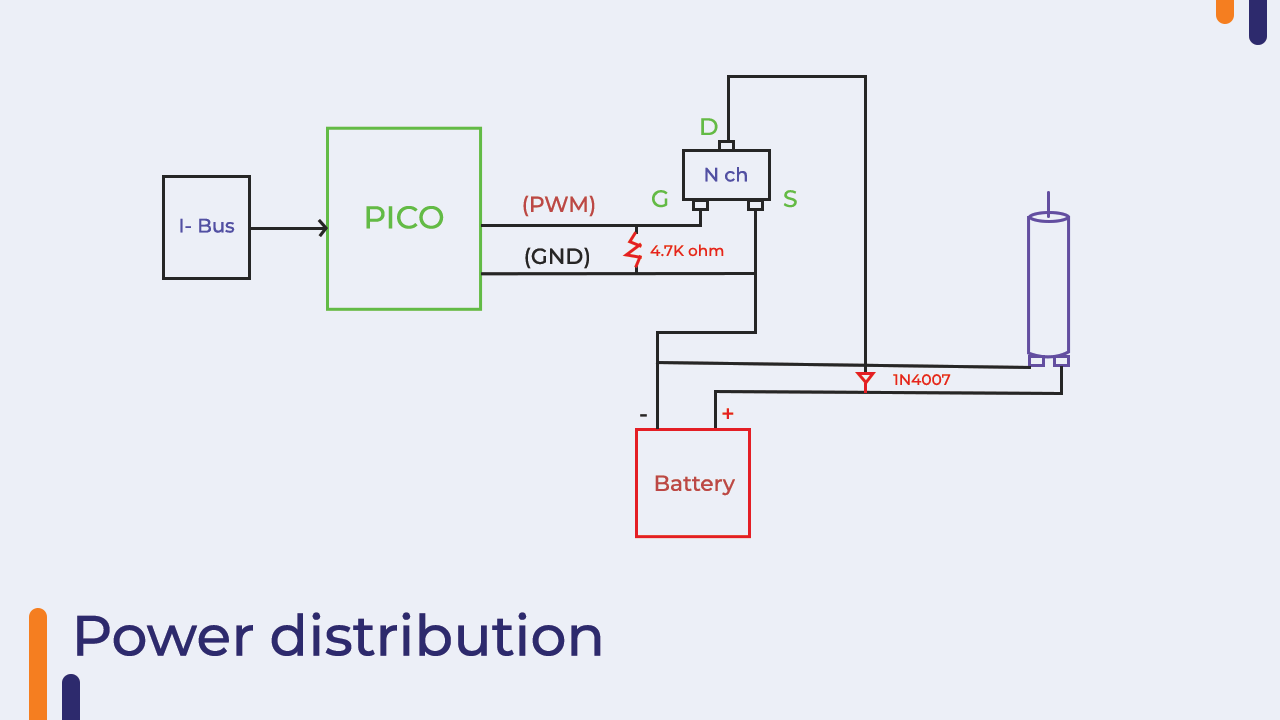 D
N ch
G
S
I- Bus
PICO
(PWM)
(GND)
4.7K ohm
1N4007
-
+
Battery
Power distribution